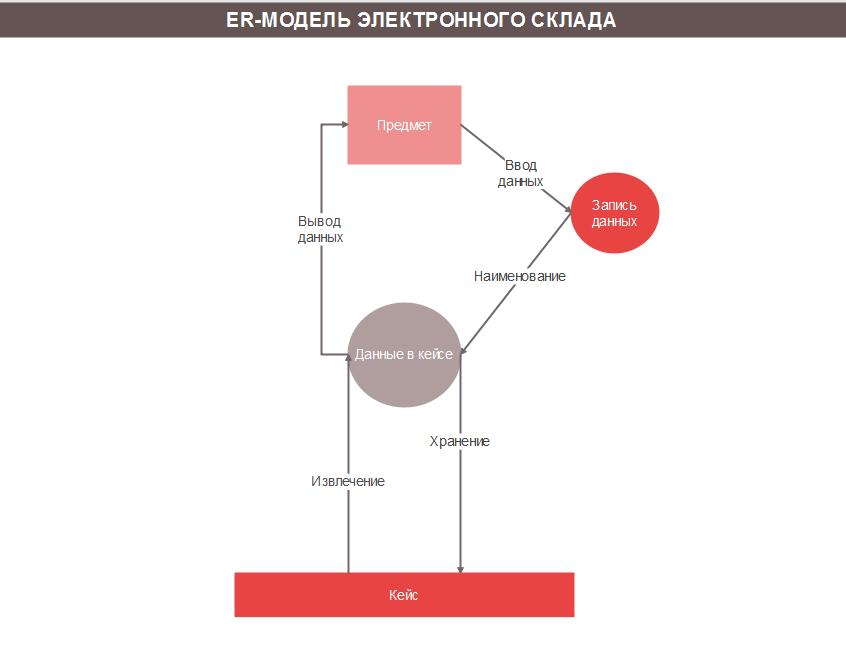 ER-МОДЕЛЬ ЭЛЕКТРОННОГО СКЛАДА
Предмет
Ввод
данных
Запись
данных
Вывод
данных
Наименование
Данные в кейсе
Хранение
Извлечение
Кейс